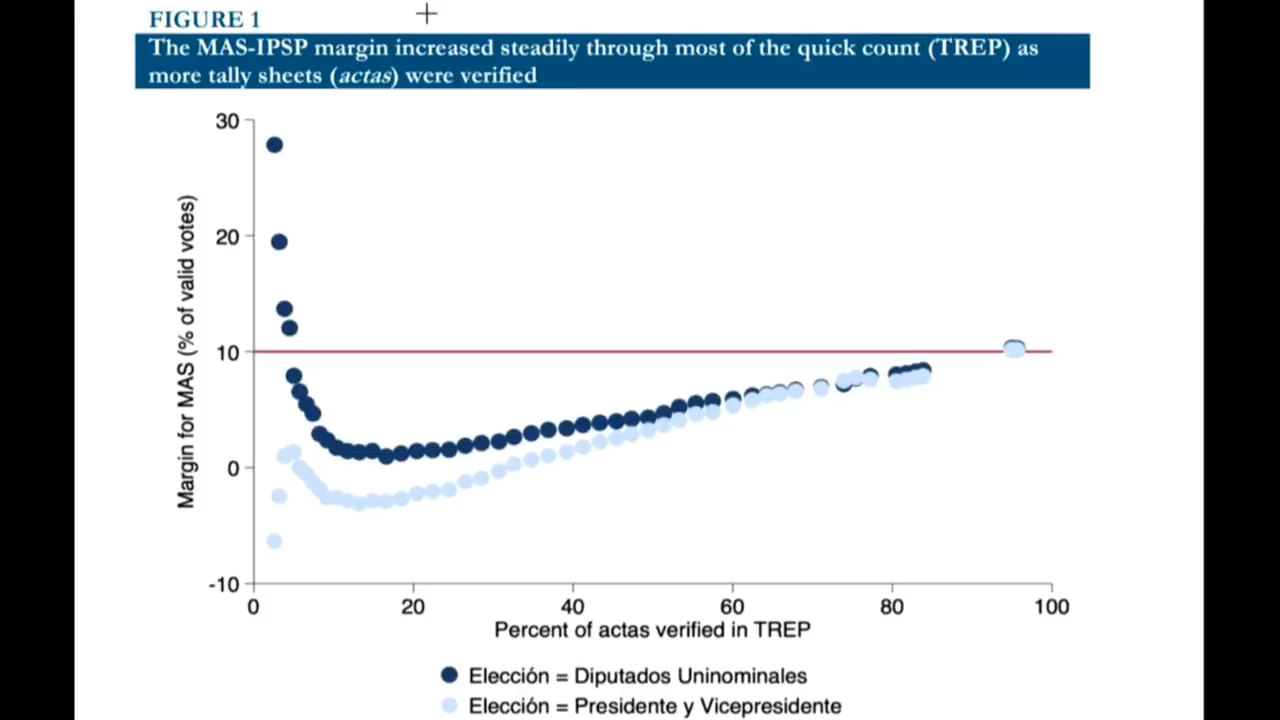 FIGURE 1
The MAS-IPSP margin increased steadily through most of the quick count (TREP) as
more tally sheets (actas) were verified
30
20
10
0
-10
Margin for MAS (% of valid votes)
0 20 40 60 80 100
Percent of actas verified in TREP
Elección = Diputados Uninominales
Elección = Presidente y Vicepresidente